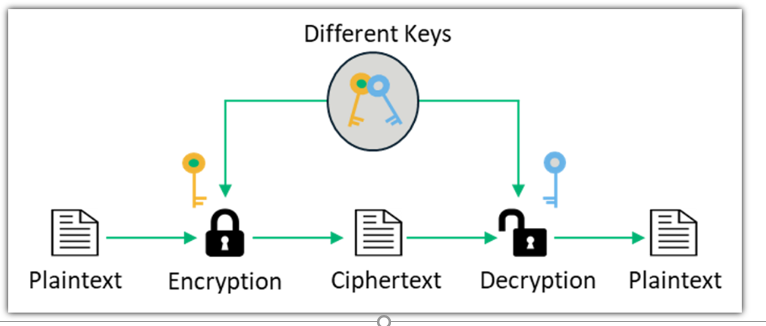 Different Keys
Plaintext
Encryption
Ciphertext
Decryption
Plaintext